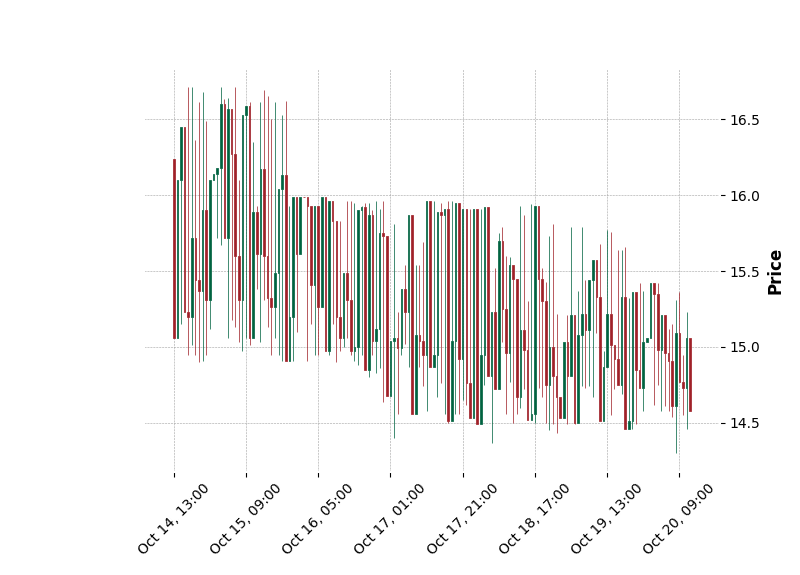 16.5
16.0
15.5
15.0
14.5
Price
Oct 14, 13:00
Oct 15, 09:00
Oct 16, 05:00
Oct 17, 01:00
Oct 17, 21:00
Oct 18, 17:00
Oct 19, 13:00
Oct 20, 09:00